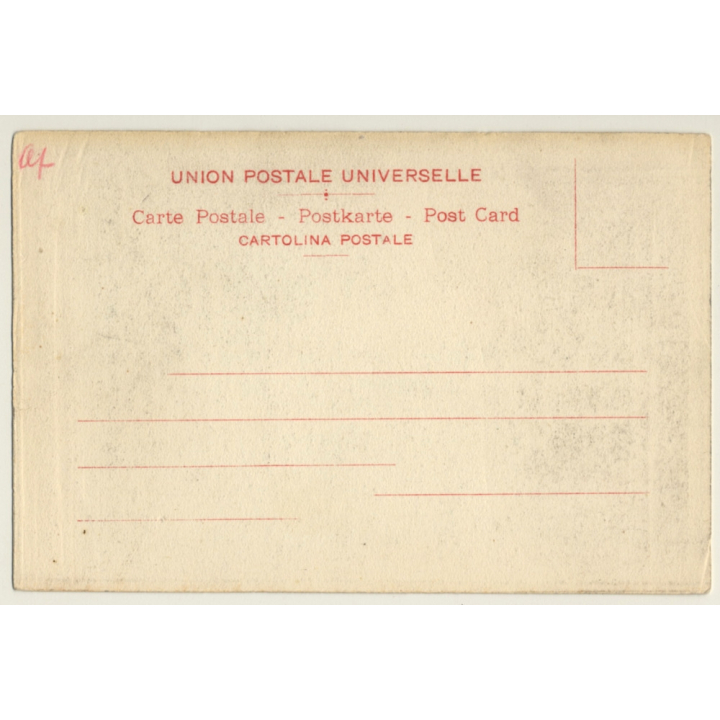 UNION POSTALE UNIVERSELLE
Carte Postale - Postkarte - Post Card
CARTOLINA POSTALE